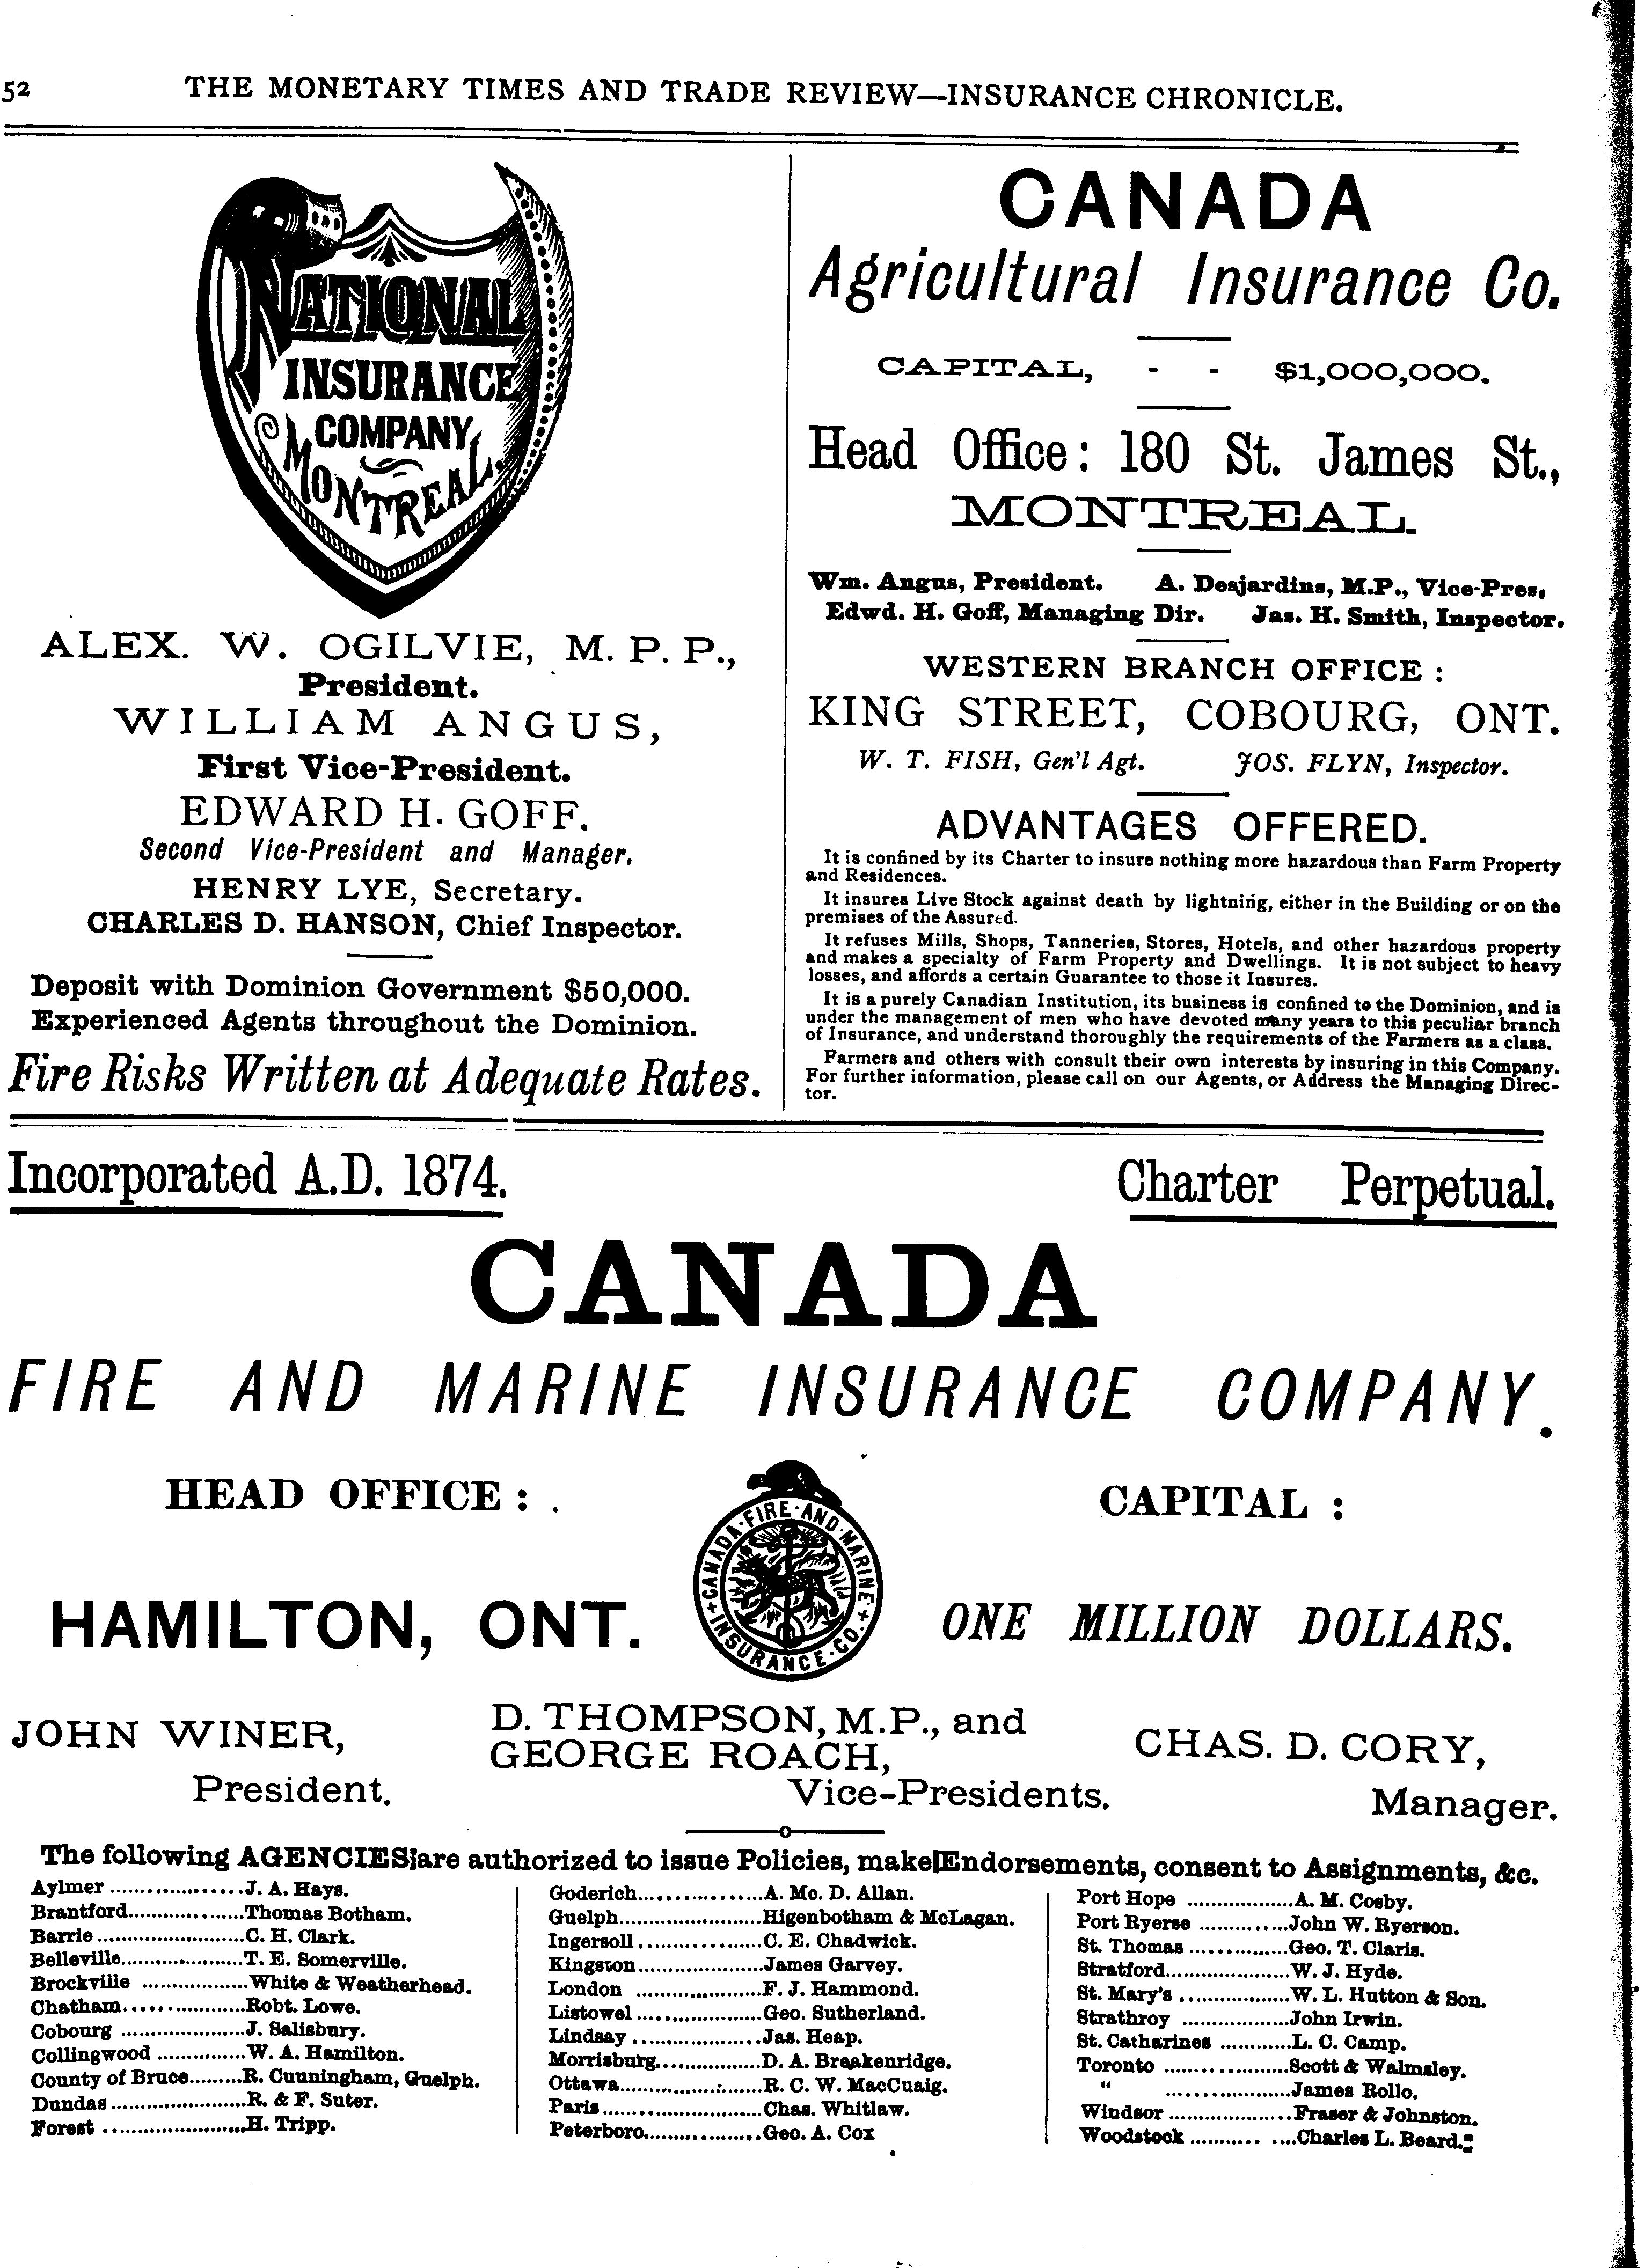 52 THE MONETARY TIMES AND TRADE REVIEW—INSURANCE CHRONICLE.
NATIONAL
INSURANCE
COMPANY
MONTREAL.
ALEX. W. OGILVIE, M. P. P.,
President.
WILLIAM ANGUS,
First Vice-President.
EDWARD H. GOFF.
Second Vice-President and Manager.
HENRY LYE, Secretary.
CHARLES D. HANSON, Chief Inspector.
Deposit with Dominion Government $50,000.
Experienced Agents throughout the Dominion.
Fire Risks Written at Adequate Rates.
CANADA
Agricultural Insurance Co.
CAPITAL, - - $1,000,000.
Head Office: 180 St. James St.,
MONTREAL.
Wm. Angus, President. A. Desjardins, M.P., Vice-Pres.
Edwd. H. Goff, Managing Dir. Jas. H. Smith, Inspector.
WESTERN BRANCH OFFICE :
KING STREET, COBOURG, ONT.
W. T. FISH, Gen'l Agt. JOS. FLYN, Inspector.
ADVANTAGES OFFERED.
It is confined by its Charter to insure nothing more hazardous than Farm Property
and Residences.
It insures Live Stock against death by lightning, either in the Building or on the
premises of the Assured.
It refuses Mills, Shops, Tanneries, Stores, Hotels, and other hazardous property
and makes a specialty of Farm Property and Dwellings. It is not subject to heavy
losses, and affords a certain Guarantee to those it Insures.
It is a purely Canadian Institution, its business is confined to the Dominion, and is
under the management of men who have devoted many years to this peculiar branch
of Insurance, and understand thoroughly the requirements of the Farmers as a class.
Farmers and others with consult their own interests by insuring in this Company.
For further information, please call on our Agents, or Address the Managing Direc-
tor.
Incorporated A.D. 1874. Charter Perpetual.
CANADA
FIRE AND MARINE INSURANCE COMPANY.
HEAD OFFICE :
CAPITAL :
CANADA·FIRE·AND·MARINE·INSURANCE·CO.
HAMILTON, ONT.
ONE MILLION DOLLARS.
JOHN WINER,
President.
D. THOMPSON, M.P., and
GEORGE ROACH,
Vice-Presidents.
CHAS. D. CORY,
Manager.
The following AGENCIES are authorized to issue Policies, make Endorsements, consent to Assignments, &c.
Aylmer ...................J. A. Hays.
Brantford...................Thomas Botham.
Barrie ........................C. H. Clark.
Belleville.....................T. E. Somerville.
Brockville .................White & Weatherhead.
Chatham....................Robt. Lowe.
Cobourg .....................J. Salisbury.
Collingwood ...............W. A. Hamilton.
County of Bruce.........R. Cunningham, Guelph.
Dundas.......................R. & F. Suter.
Forest ........................H. Tripp.
Goderich.....................A. Mc. D. Allan.
Guelph........................Higenbotham & McLagan.
Ingersoll .....................C. E. Chadwick.
Kingston.....................James Garvey.
London .....................F. J. Hammond.
Listowel .....................Geo. Sutherland.
Lindsay .....................Jas. Heap.
Morrisburg..................D. A. Breakenridge.
Ottawa........................R. C. W. MacCuaig.
Paris...........................Chas. Whitlaw.
Peterboro....................Geo. A. Cox
Port Hope ..................A. M. Cosby.
Port Ryerse ...............John W. Ryerson.
St. Thomas .................Geo. T. Claris.
Stratford.....................W. J. Hyde.
St. Mary's ...................W. L. Hutton & Son.
Strathroy ..................John Irwin.
St. Catharines ............L. C. Camp.
Toronto .....................Scott & Walmsley.
“ .....................James Rollo.
Windsor .....................Fraser & Johnston.
Woodstock ................Charles L. Beard.